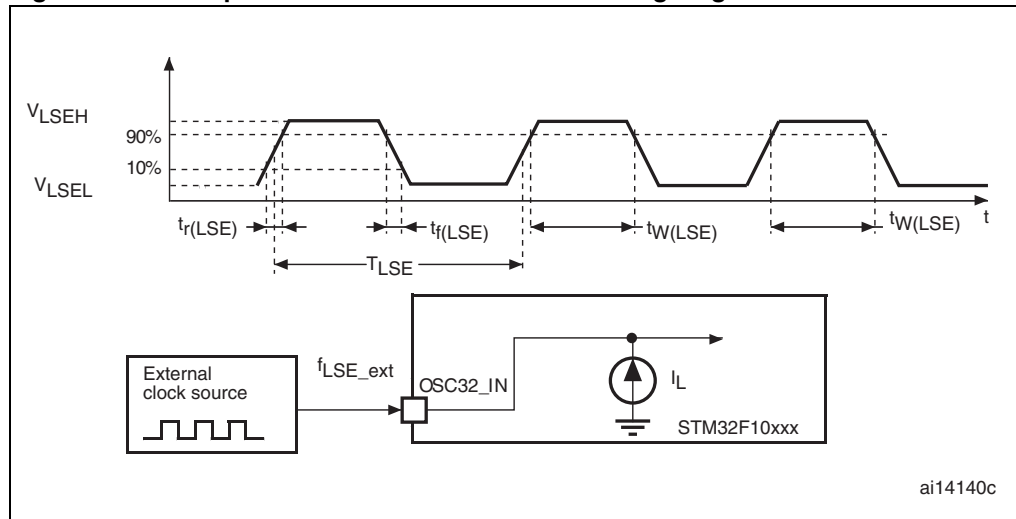 V_LSEH
90%
10%
V_LSEL
t_r(LSE)
t_f(LSE)
t_W(LSE)
t_W(LSE)
t
T_LSE
External
clock source
f_LSE_ext
OSC32_IN
I_L
STM32F10xxx
ai14140c